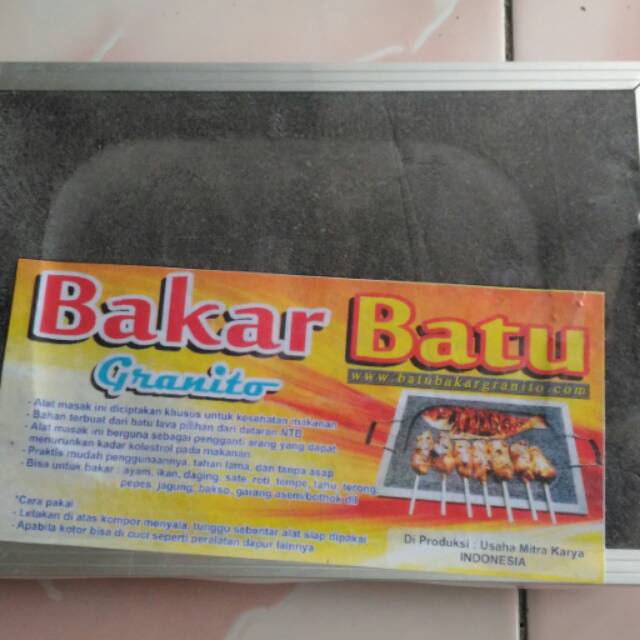 Bakar Batu
Granito
www.batubakargranito.com
- Alat masak ini diciptakan khusus untuk kesehatan makanan
- Bahan terbuat dari batu lava pilihan dari dataran NTB
- Alat masak ini berguna sebagai pengganti arang yang dapat
menurunkan kadar kolestrol pada makanan
- Praktis mudah penggunaannya, tahan lama, dan tanpa asap
- Bisa untuk bakar : ayam, ikan, daging, sate roti, tempe, tahu, terong,
pepes, jagung, bakso, garang asem/bothok dll
*Cara pakai
- Letakan di atas kompor menyala, tunggu sebentar alat siap dipakai
- Apabila kotor bisa di cuci seperti peralatan dapur lainnya
Di Produksi : Usaha Mitra Karya
INDONESIA